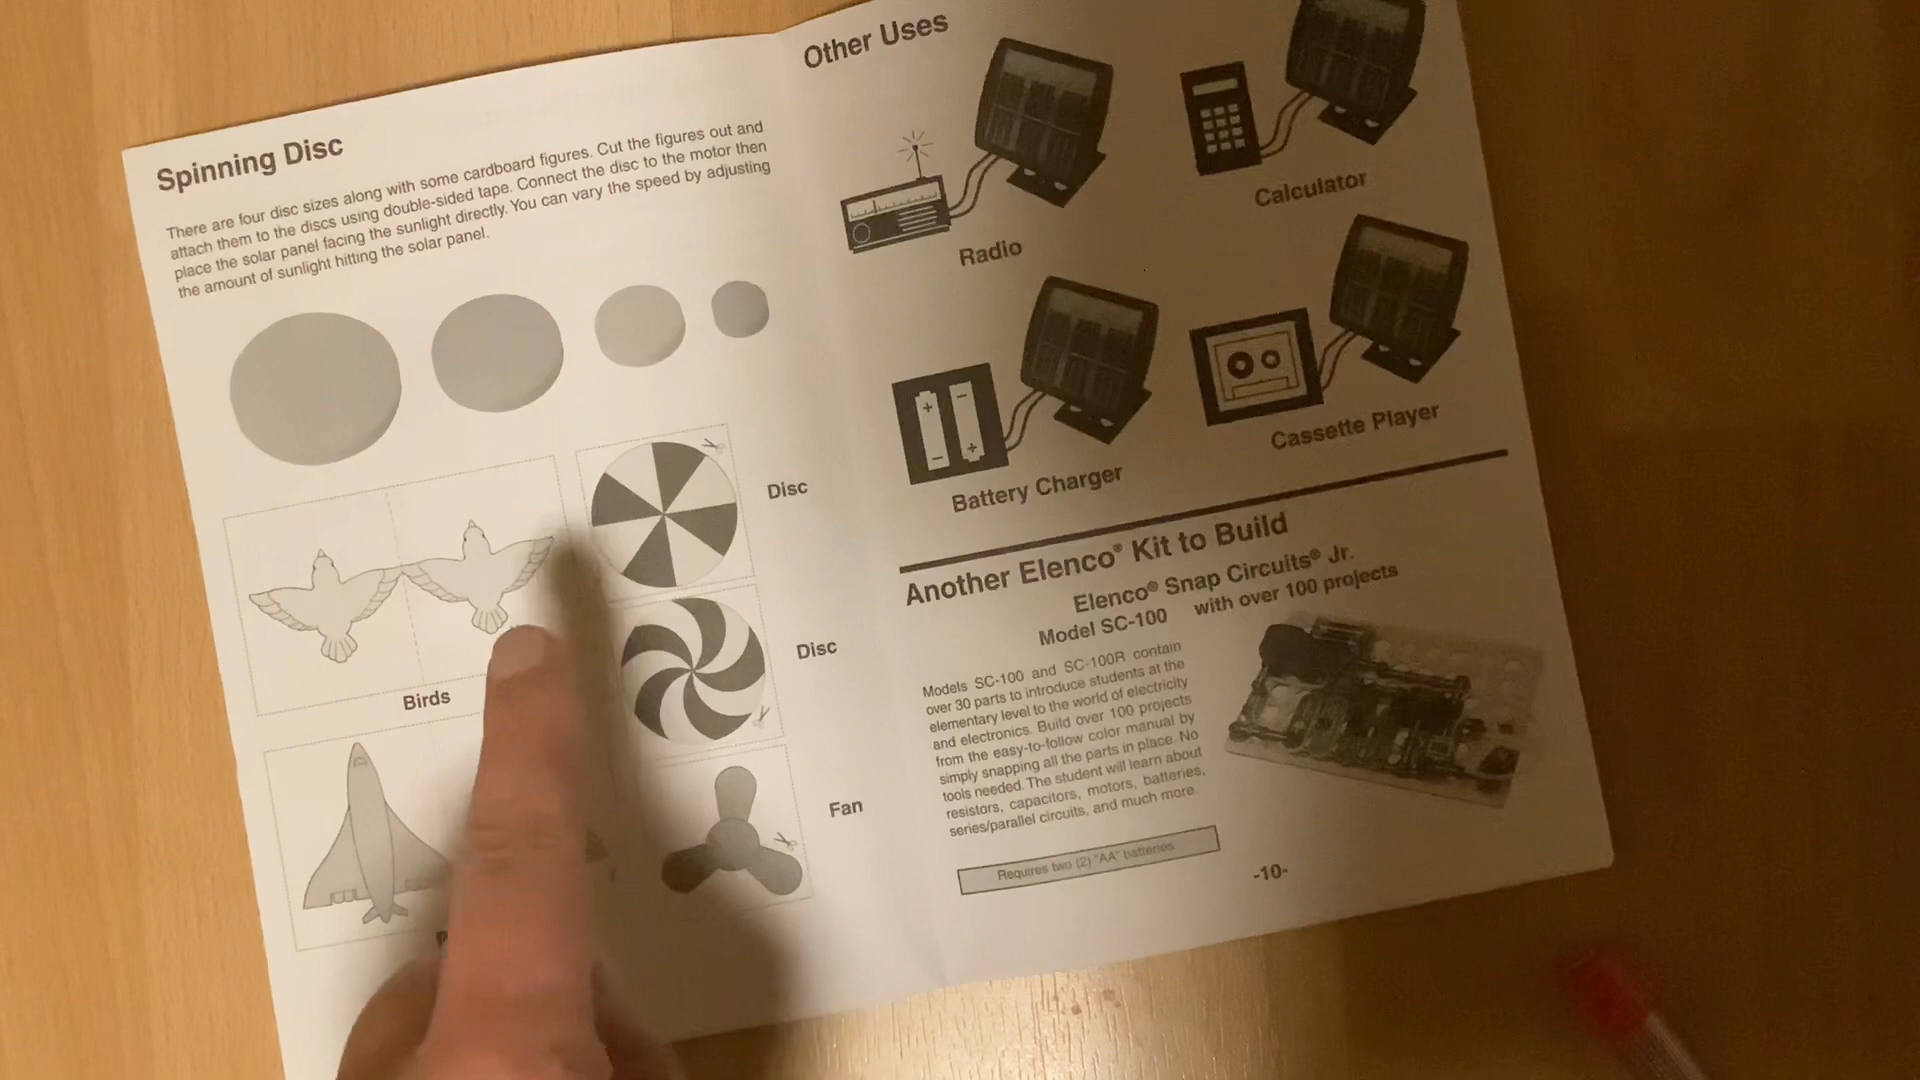 Spinning Disc
There are four disc sizes along with some cardboard figures. Cut the figures out and
attach them to the discs using double-sided tape. Connect the disc to the motor then
place the solar panel facing the sunlight directly. You can vary the speed by adjusting
the amount of sunlight hitting the solar panel.
Disc
Birds
Disc
Fan
Other Uses
Radio
Calculator
+ -
- +
Battery Charger
Cassette Player
Another Elenco® Kit to Build
Elenco® Snap Circuits® Jr.
Model SC-100 with over 100 projects
Models SC-100 and SC-100R contain
over 30 parts to introduce students at the
elementary level to the world of electricity
and electronics. Build over 100 projects
from the easy-to-follow color manual by
simply snapping all the parts in place. No
tools needed. The student will learn about
resistors, capacitors, motors, batteries,
series/parallel circuits, and much more.
Requires two (2) "AA" batteries.
-10-